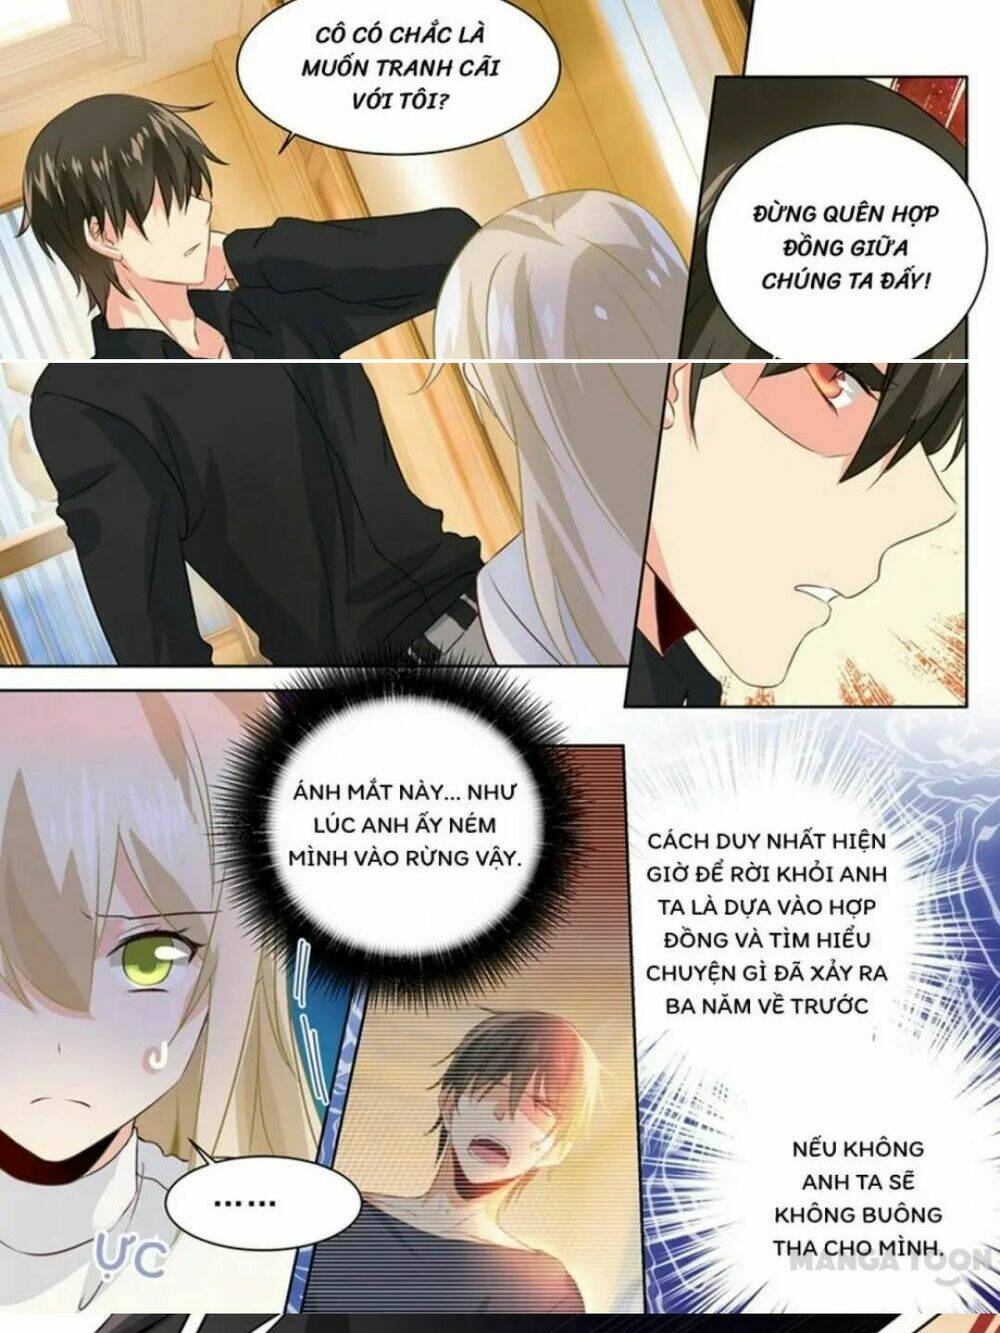 CÔ CÓ CHẮC LÀ
MUỐN TRANH CÃI
VỚI TÔI?
ĐỪNG QUÊN HỢP
ĐỒNG GIỮA
CHÚNG TA ĐẤY!
ÁNH MẮT NÀY... NHƯ
LÚC ANH ẤY NÉM
MÌNH VÀO RỪNG VẬY.
CÁCH DUY NHẤT HIỆN
GIỜ ĐỂ RỜI KHỎI ANH
TA LÀ DỰA VÀO HỢP
ĐỒNG VÀ TÌM HIỂU
CHUYỆN GÌ ĐÃ XẢY RA
BA NĂM VỀ TRƯỚC
......
ỰC
NẾU KHÔNG
ANH TA SẼ
KHÔNG BUÔNG
THA CHO MÌNH.
MANGA TOON